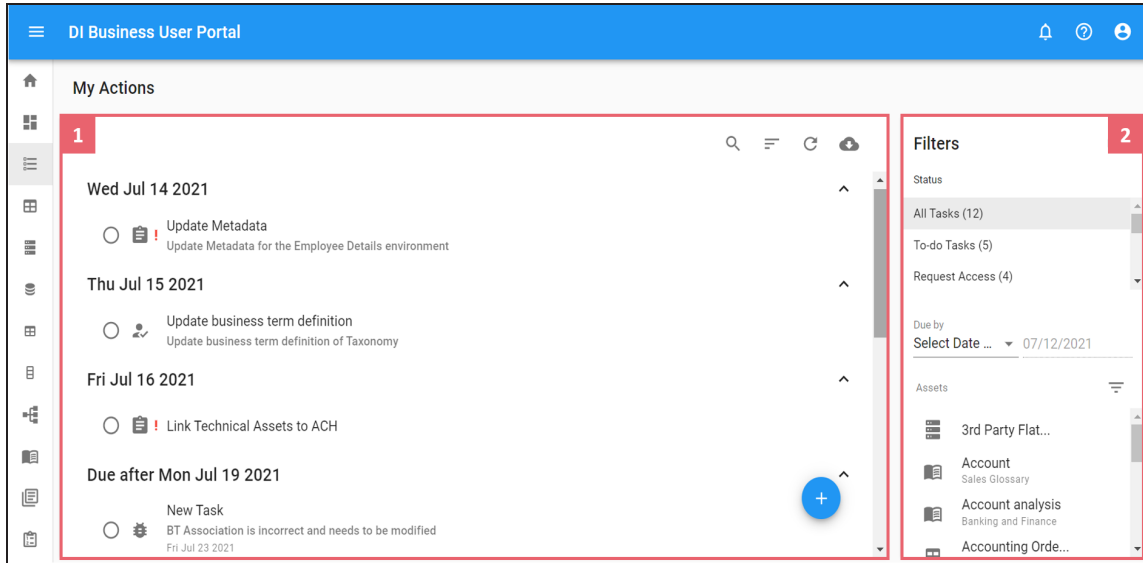 DI Business User Portal
My Actions
1
Wed Jul 14 2021
! Update Metadata
Update Metadata for the Employee Details environment
Thu Jul 15 2021
Update business term definition
Update business term definition of Taxonomy
Fri Jul 16 2021
! Link Technical Assets to ACH
Due after Mon Jul 19 2021
New Task
BT Association is incorrect and needs to be modified
Fri Jul 23 2021
+
Filters
2
Status
All Tasks (12)
To-do Tasks (5)
Request Access (4)
Due by
Select Date ... 07/12/2021
Assets
3rd Party Flat...
Account
Sales Glossary
Account analysis
Banking and Finance
Accounting Orde...